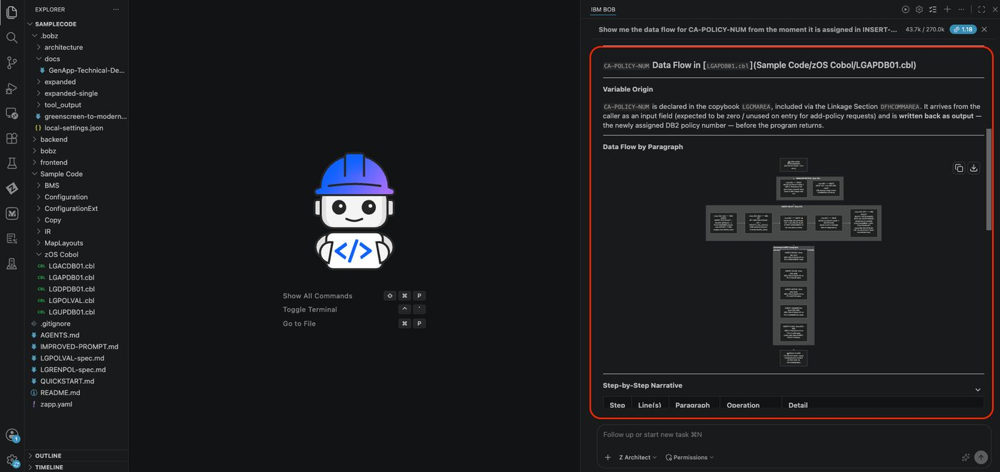 EXPLORER
SAMPLECODE
.bobz
architecture
docs
GenApp-Technical-De...
expanded
expanded-single
tool_output
greenscreen-to-modern...
{} local-settings.json
backend
bobz
frontend
Sample Code
BMS
Configuration
ConfigurationExt
Copy
IR
MapLayouts
zOS Cobol
CBL LGACDB01.cbl
CBL LGAPDB01.cbl
CBL LGDPDB01.cbl
CBL LGPOLVAL.cbl
CBL LGUPDB01.cbl
.gitignore
AGENTS.md
IMPROVED-PROMPT.md
LGPOLVAL-spec.md
LGRENPOL-spec.md
QUICKSTART.md
README.md
! zapp.yaml
OUTLINE
TIMELINE
1
</>
Show All Commands ⇧ ⌘ P
Toggle Terminal ^ `
Go to File ⌘ P
IBM BOB
Show me the data flow for CA-POLICY-NUM from the moment it is assigned in INSERT-... 43.7k / 270.0k 1.18
CA-POLICY-NUM Data Flow in [LGAPDB01.cbl](Sample Code/zOS Cobol/LGAPDB01.cbl)
Variable Origin
CA-POLICY-NUM is declared in the copybook LGCMAREA, included via the Linkage Section DFHCOMMAREA. It arrives from the
caller as an input field (expected to be zero / unused on entry for add-policy requests) and is written back as output —
the newly assigned DB2 policy number — before the program returns.
Data Flow by Paragraph
Step-by-Step Narrative
Step Line(s) Paragraph Operation Detail
Follow up or start new task ⌘N
Z Architect
Permissions